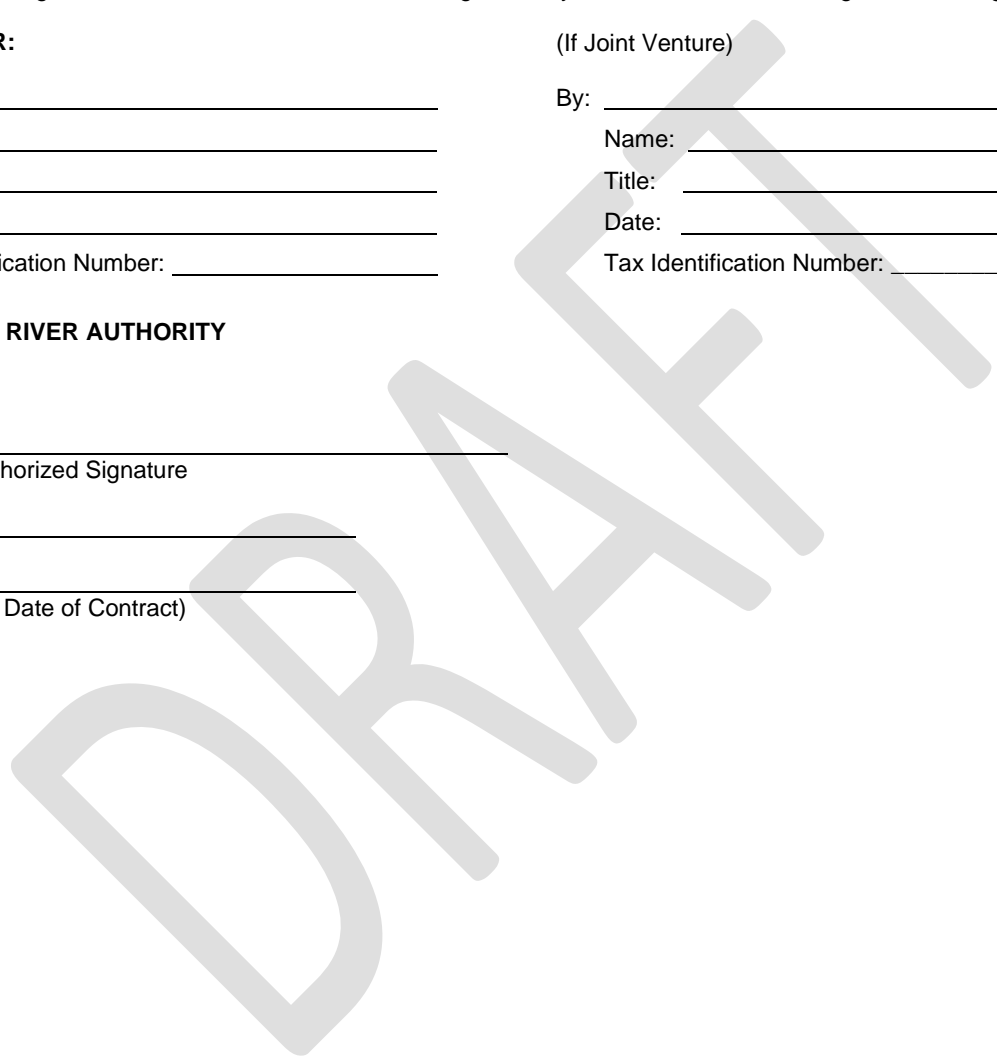 R:
(If Joint Venture)
By:
Name:
Title:
Date:
ication Number:
Tax Identification Number:
RIVER AUTHORITY
horized Signature
Date of Contract)
DRAFT